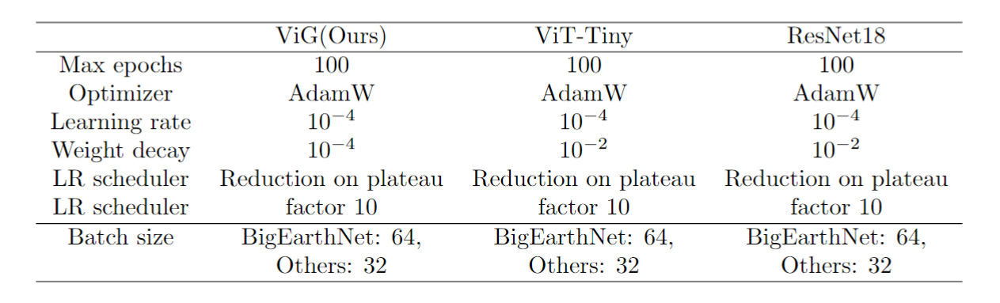 ViG(Ours) ViT-Tiny ResNet18
Max epochs 100 100 100
Optimizer AdamW AdamW AdamW
Learning rate 10⁻⁴ 10⁻⁴ 10⁻⁴
Weight decay 10⁻⁴ 10⁻² 10⁻²
LR scheduler Reduction on plateau Reduction on plateau Reduction on plateau
LR scheduler factor 10 factor 10 factor 10
Batch size BigEarthNet: 64, BigEarthNet: 64, BigEarthNet: 64,
Others: 32 Others: 32 Others: 32